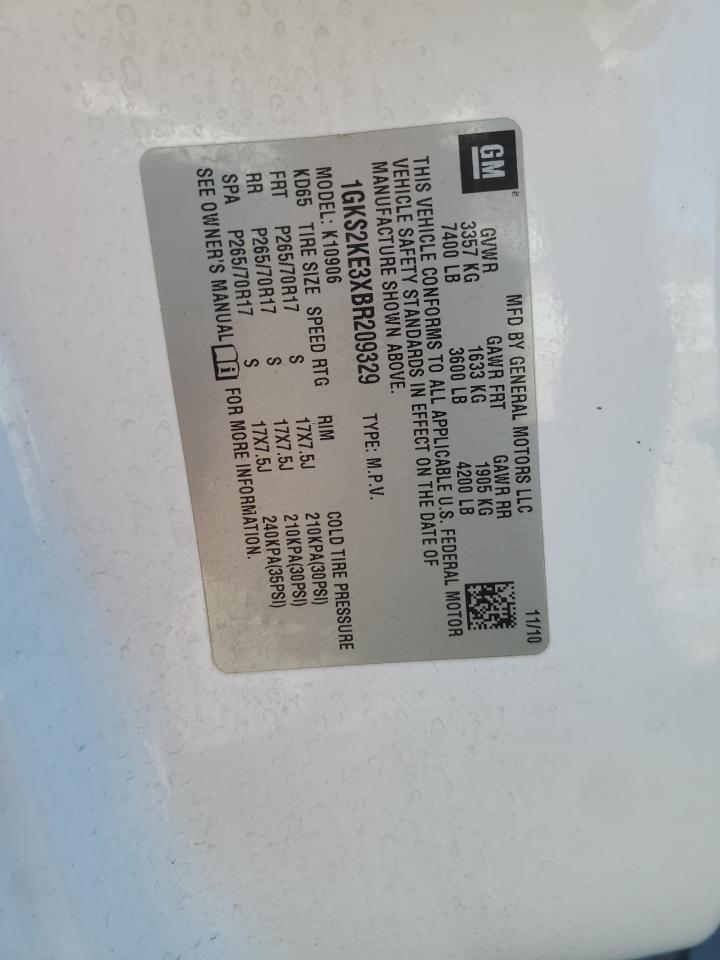 GM
MFD BY GENERAL MOTORS LLC 11/10
GVWR GAWR FRT GAWR RR
3357 KG 1633 KG 1905 KG
7400 LB 3600 LB 4200 LB
THIS VEHICLE CONFORMS TO ALL APPLICABLE U.S. FEDERAL MOTOR
VEHICLE SAFETY STANDARDS IN EFFECT ON THE DATE OF
MANUFACTURE SHOWN ABOVE.
1GKS2KE3XBR209329 TYPE: M.P.V.
MODEL: K10906
KD65 TIRE SIZE SPEED RTG RIM COLD TIRE PRESSURE
FRT P265/70R17 S 17X7.5J 210KPA(30PSI)
RR P265/70R17 S 17X7.5J 210KPA(30PSI)
SPA P265/70R17 S 17X7.5J 240KPA(35PSI)
SEE OWNER'S MANUAL i FOR MORE INFORMATION.